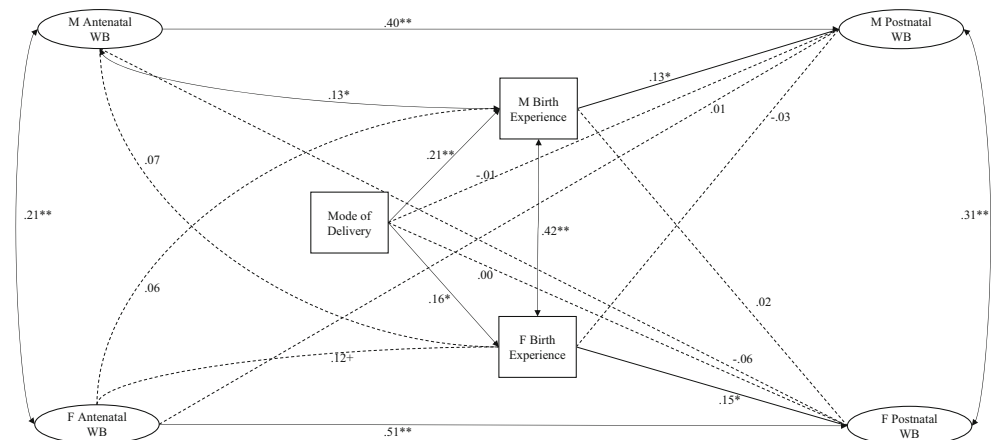 M Antenatal
WB
.40**
M Postnatal
WB
.13*
M Birth
Experience
.13*
.01
-.03
.07
.21**
-.01
.21**
Mode of
Delivery
.42**
.31**
.06
.00
.16*
.02
F Birth
Experience
.12+
-.06
.15*
F Antenatal
WB
.51**
F Postnatal
WB